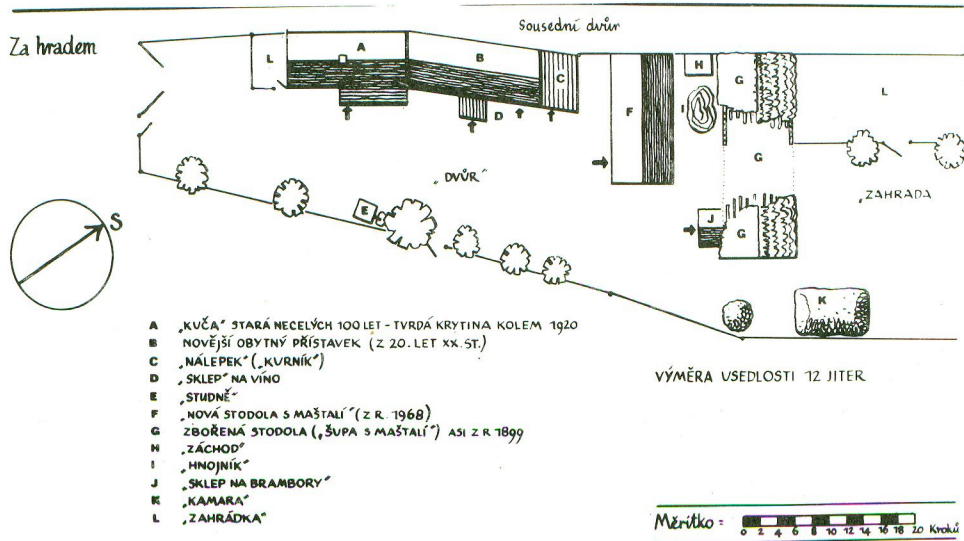 Sousední dvůr
Za hradem
A
B
C
L
D
H
G
I
F
L
G
„DVŮR“
„ZAHRADA
E
J
G
S
K
A „KUČA“ STARÁ NECELÝCH 100 LET - TVRDÁ KRYTINA KOLEM 1920
B NOVĚJŠÍ OBYTNÝ PŘÍSTAVEK (Z 20. LET XX. ST.)
C „NÁLEPEK“ („KURNÍK“)
D „SKLEP“ NA VÍNO
E „STUDNĚ“
F „NOVÁ STODOLA S MAŠTALÍ“ (Z R. 1968)
G ZBOŘENÁ STODOLA („ŠUPA S MAŠTALÍ“) ASI Z R 1899
H „ZÁCHOD“
I „HNOJNÍK“
J „SKLEP NA BRAMBORY“
K „KAMARA“
L „ZAHRÁDKA“
VÝMĚRA USEDLOSTI 12 JITER
Měřítko =
0 2 4 6 8 10 12 14 16 18 20 Kroků